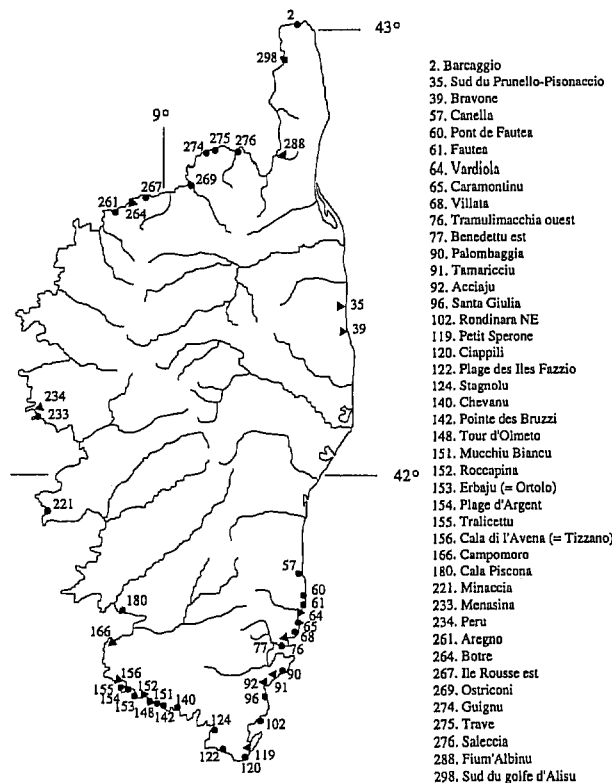 2
43º
298
9º
274
275
276
288
269
267
261
264
35
39
234
233
42º
221
57
60
61
64
65
68
180
77
76
166
90
92
91
156
96
155
152
151
154
140
153
148
142
102
124
122
119
120
2. Barcaggio
35. Sud du Prunello-Pisonaccio
39. Bravone
57. Canella
60. Pont de Fautea
61. Fautea
64. Vardiola
65. Caramontinu
68. Villata
76. Tramulimacchia ouest
77. Benedettu est
90. Palombaggia
91. Tamaricciu
92. Acciaju
96. Santa Giulia
102. Rondinara NE
119. Petit Sperone
120. Ciappili
122. Plage des Iles Fazzio
124. Stagnolu
140. Chevanu
142. Pointe des Bruzzi
148. Tour d'Olmeto
151. Mucchiu Biancu
152. Roccapina
153. Erbaju (= Ortolo)
154. Plage d'Argent
155. Tralicettu
156. Cala di l'Avena (= Tizzano)
166. Campomoro
180. Cala Piscona
221. Minaccia
233. Menasina
234. Peru
261. Aregno
264. Botre
267. Ile Rousse est
269. Ostriconi
274. Guignu
275. Trave
276. Saleccia
288. Fium'Albinu
298. Sud du golfe d'Alisu